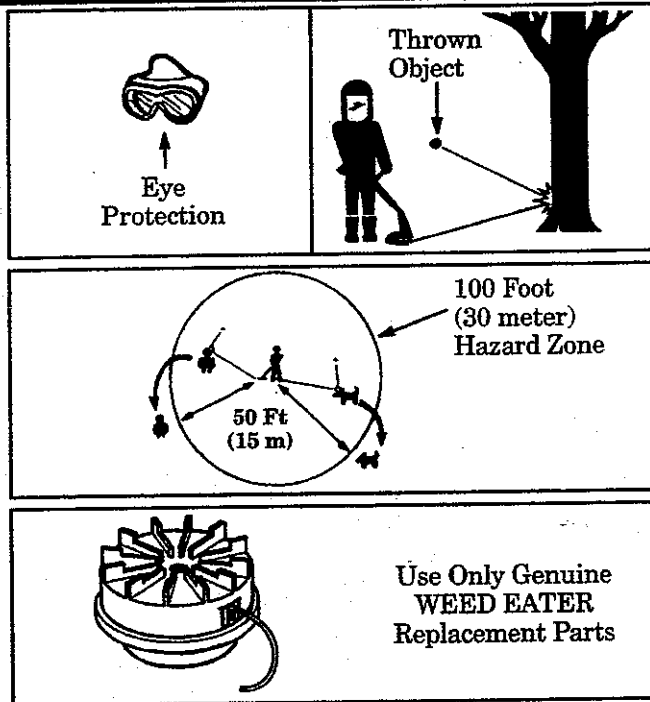 Eye
Protection
Thrown
Object
100 Foot
(30 meter)
Hazard Zone
50 Ft
(15 m)
Use Only Genuine
WEED EATER
Replacement Parts